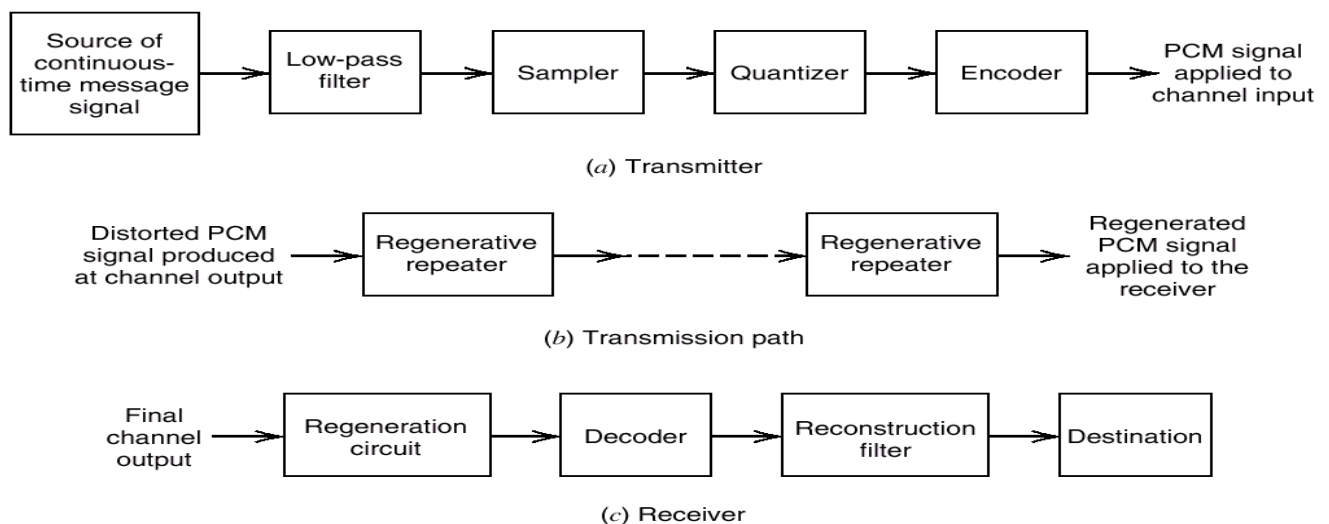 Source of
continuous-
time message
signal
Low-pass
filter
Sampler
Quantizer
Encoder
PCM signal
applied to
channel input
(a) Transmitter
Distorted PCM
signal produced
at channel output
Regenerative
repeater
Regenerative
repeater
Regenerated
PCM signal
applied to the
receiver
(b) Transmission path
Final
channel
output
Regeneration
circuit
Decoder
Reconstruction
filter
Destination
(c) Receiver